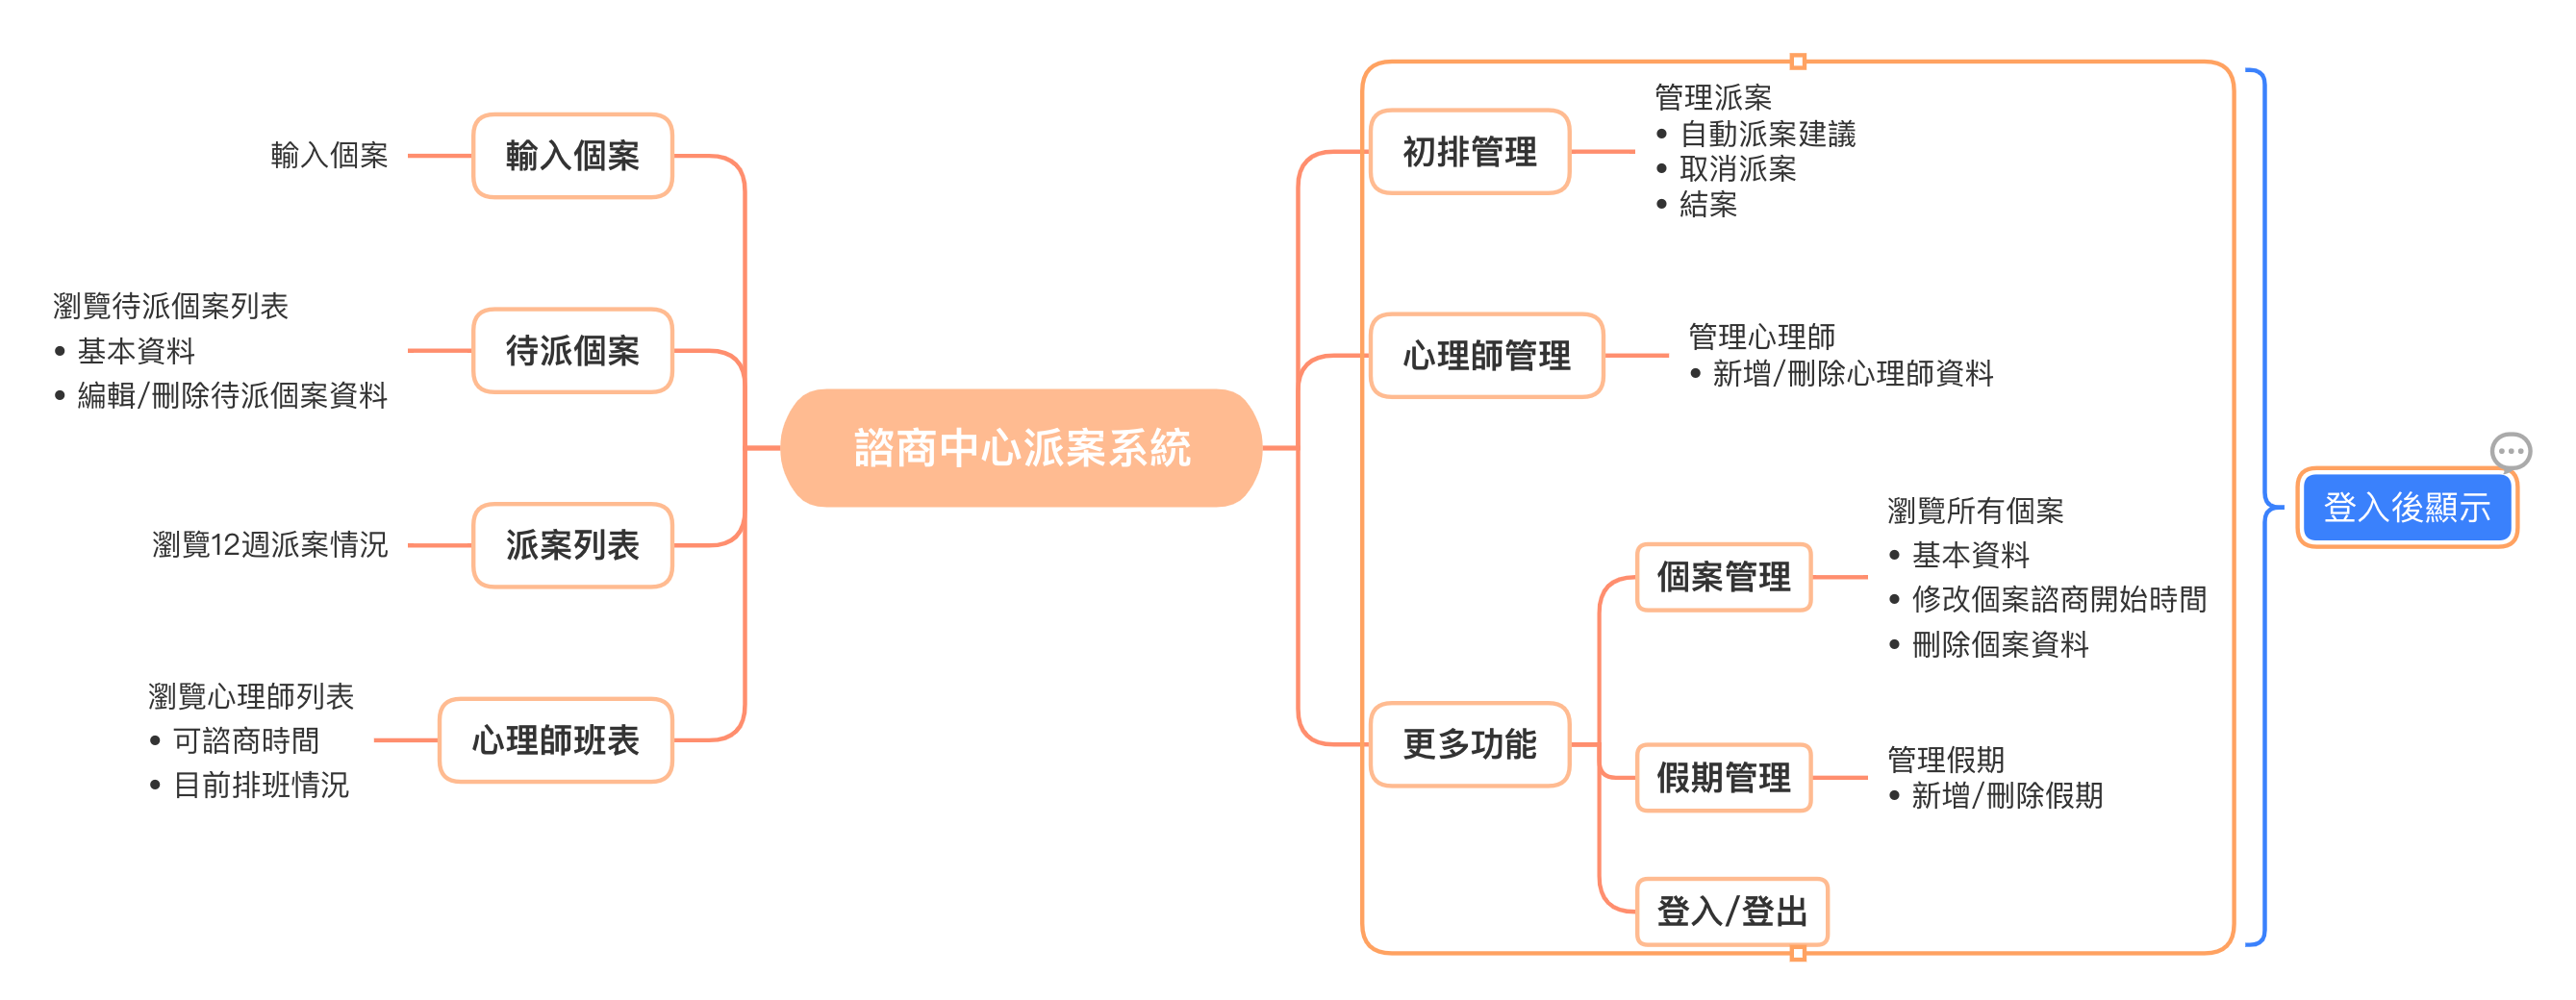 諮商中心派案系統
輸入個案
輸入個案
待派個案
瀏覽待派個案列表
• 基本資料
• 編輯/刪除待派個案資料
派案列表
瀏覽12週派案情況
心理師班表
瀏覽心理師列表
• 可諮商時間
• 目前排班情況
初排管理
管理派案
• 自動派案建議
• 取消派案
• 結案
心理師管理
管理心理師
• 新增/刪除心理師資料
更多功能
個案管理
瀏覽所有個案
• 基本資料
• 修改個案諮商開始時間
• 刪除個案資料
假期管理
管理假期
• 新增/刪除假期
登入/登出
登入後顯示